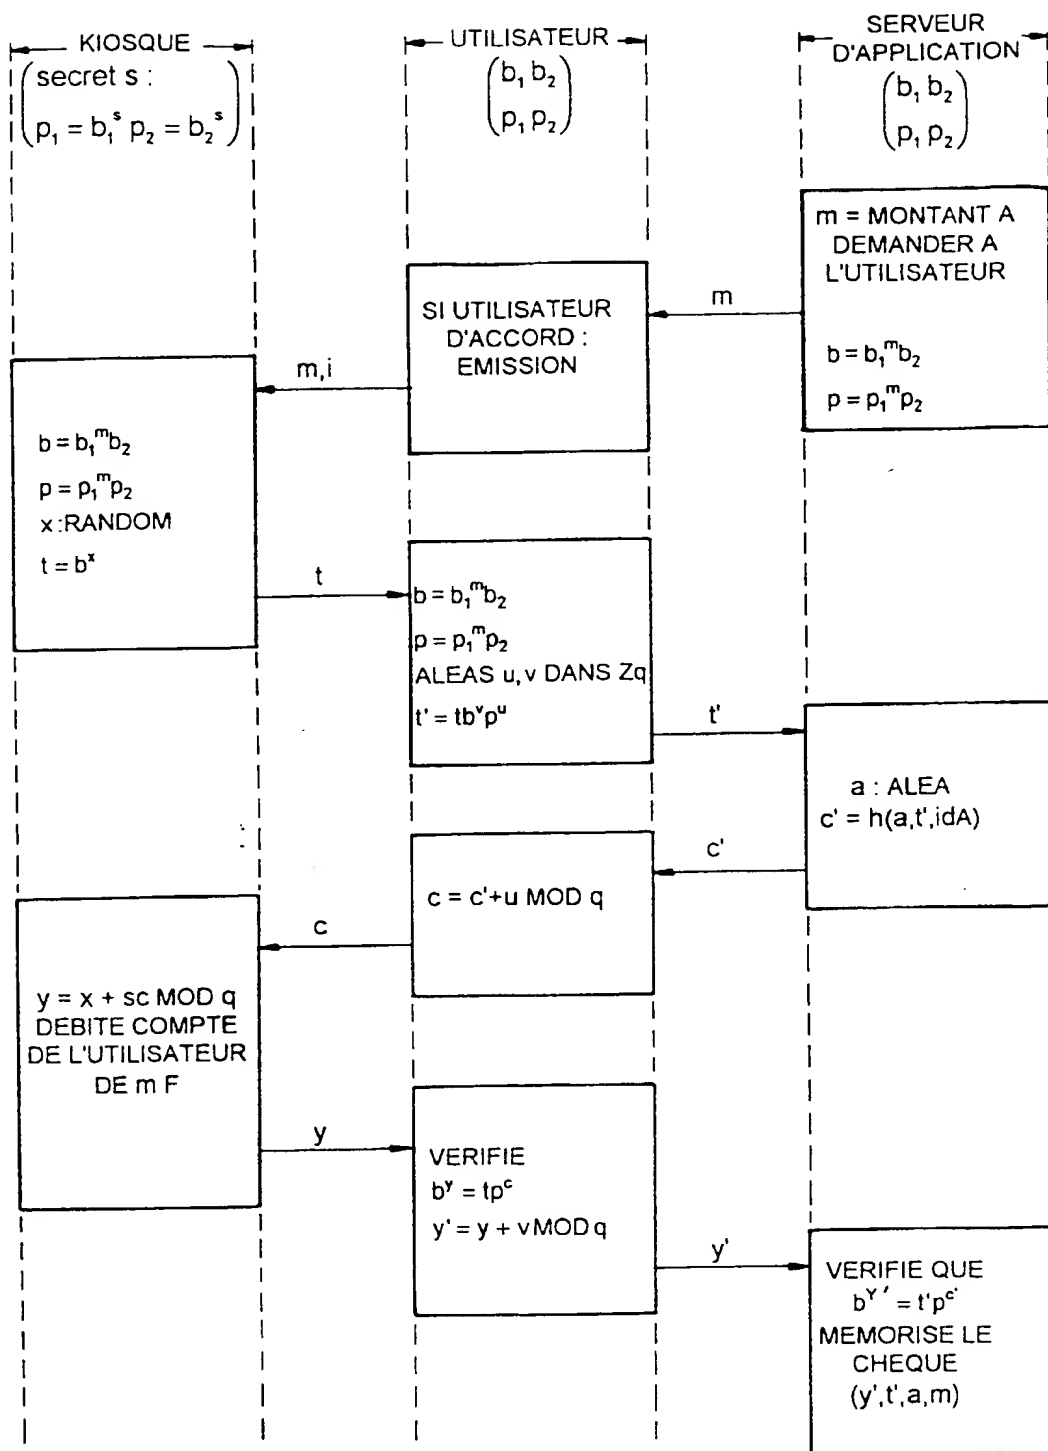 KIOSQUE
(secret s :
p₁ = b₁ˢ p₂ = b₂ˢ)
UTILISATEUR
(b₁ b₂
p₁ p₂)
SERVEUR
D'APPLICATION
(b₁ b₂
p₁ p₂)
m = MONTANT A
DEMANDER A
L'UTILISATEUR
b = b₁ᵐb₂
p = p₁ᵐp₂
m
SI UTILISATEUR
D'ACCORD :
EMISSION
m,i
b = b₁ᵐb₂
p = p₁ᵐp₂
x :RANDOM
t = bˣ
t
b = b₁ᵐb₂
p = p₁ᵐp₂
ALEAS u,v DANS Zq
t' = tbᵛpᵘ
t'
a : ALEA
c' = h(a,t',idA)
c'
c = c'+u MOD q
c
y = x + sc MOD q
DEBITE COMPTE
DE L'UTILISATEUR
DE m F
y
VERIFIE
bʸ = tpᶜ
y' = y + v MOD q
y'
VERIFIE QUE
bʸ' = t'pᶜ'
MEMORISE LE
CHEQUE
(y',t',a,m)